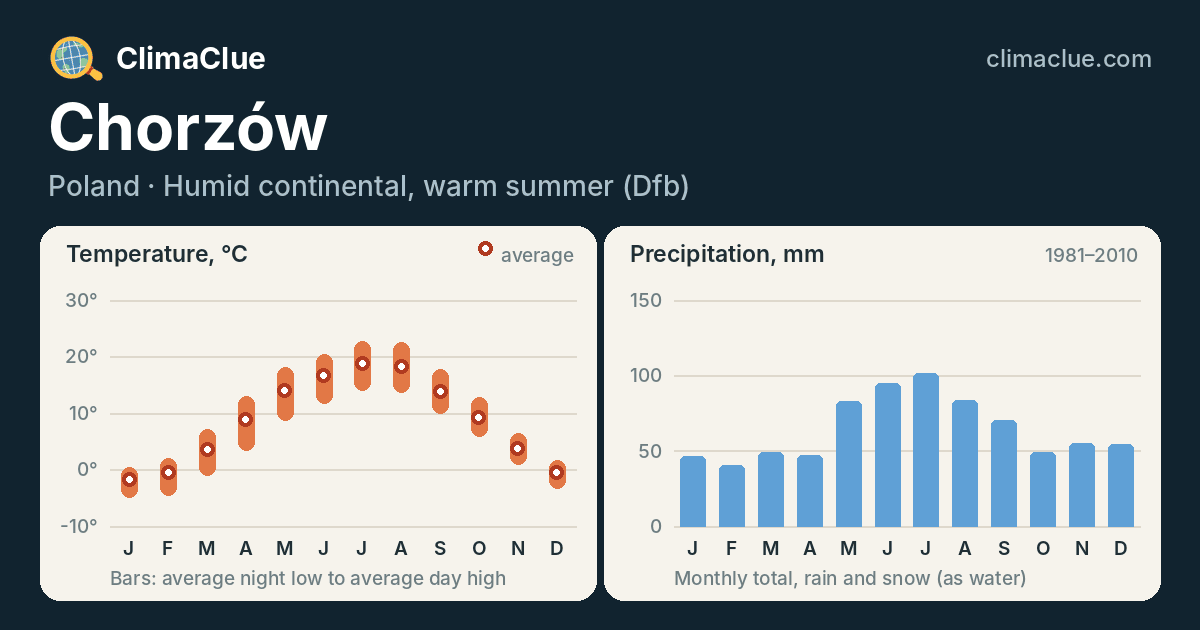 ClimaClue
climaclue.com
Chorzów
Poland · Humid continental, warm summer (Dfb)
Temperature, °C
average
30°
20°
10°
0°
-10°
J F M A M J J A S O N D
Bars: average night low to average day high
Precipitation, mm
1981–2010
150
100
50
0
J F M A M J J A S O N D
Monthly total, rain and snow (as water)